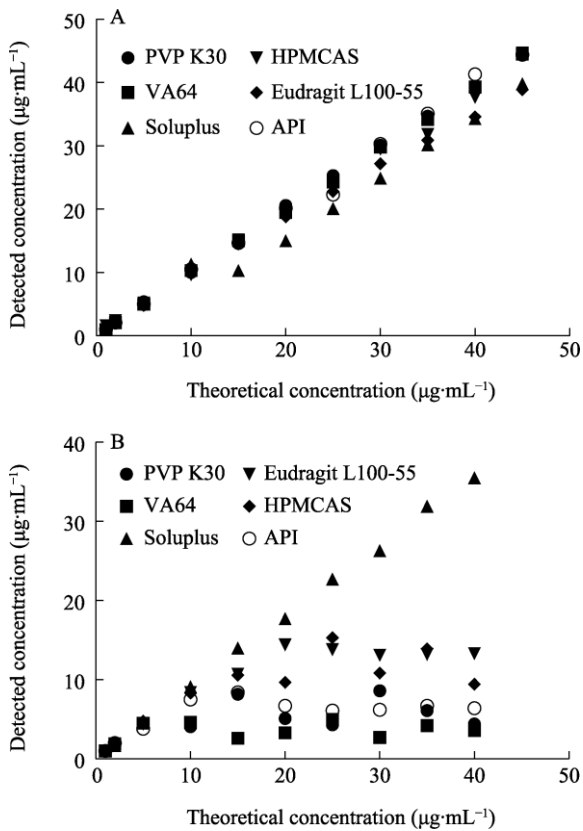 A
PVP K30 HPMCAS
VA64 Eudragit L100-55
Soluplus API
50
40
30
20
10
0
Detected concentration (μg·mL⁻¹)
0 10 20 30 40 50
Theoretical concentration (μg·mL⁻¹)
B
PVP K30 Eudragit L100-55
VA64 HPMCAS
Soluplus API
40
30
20
10
0
Detected concentration (μg·mL⁻¹)
0 10 20 30 40 50
Theoretical concentration (μg·mL⁻¹)